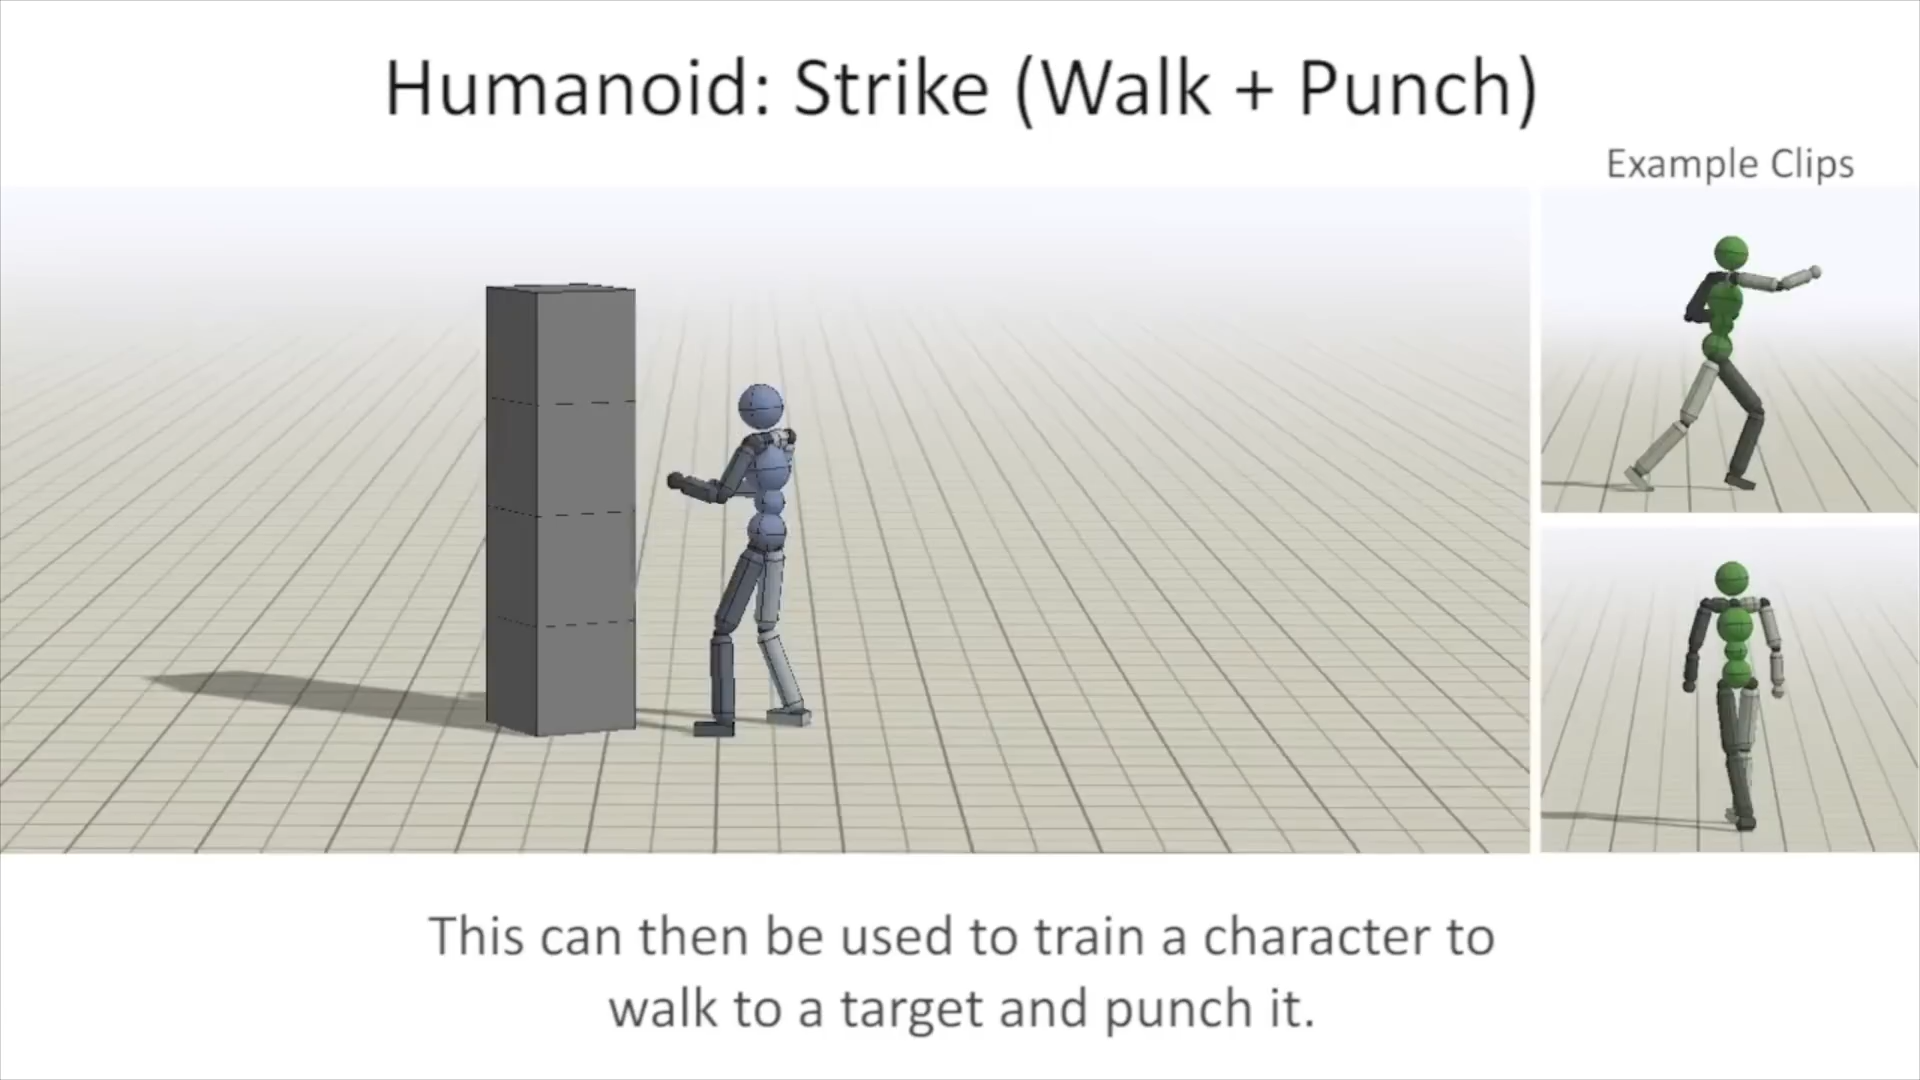 Humanoid: Strike (Walk + Punch)
Example Clips
This can then be used to train a character to
walk to a target and punch it.